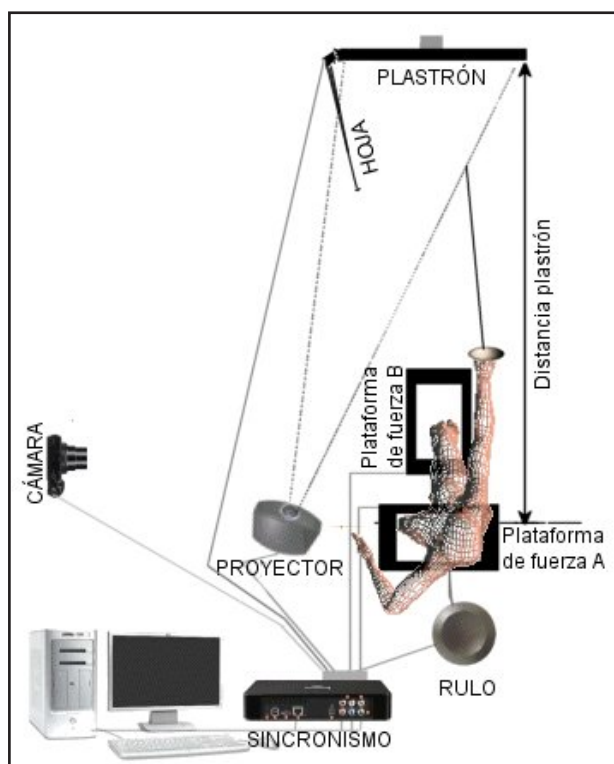 PLASTRÓN
HOJA
Distancia plastrón
Plataforma
de fuerza B
CÁMARA
PROYECTOR
Plataforma
de fuerza A
RULO
SINCRONISMO